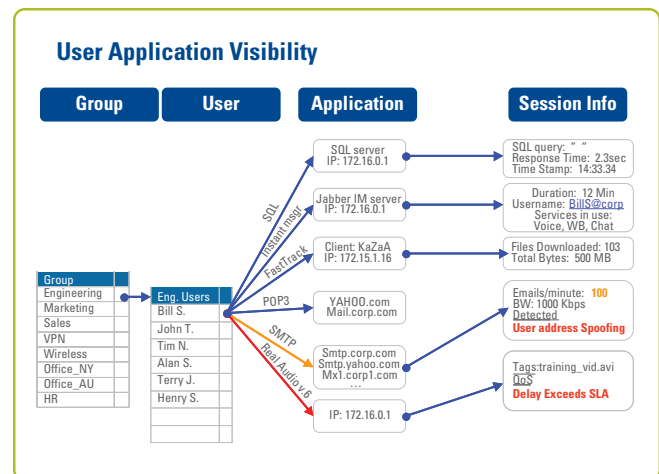 User Application Visibility
Group
User
Application
Session Info
Group
Engineering
Marketing
Sales
VPN
Wireless
Office_NY
Office_AU
HR
Eng. Users
Bill S.
John T.
Tim N.
Alan S.
Terry J.
Henry S.
SQL
Instant msgr
FastTrack
POP3
SMTP
Real Audio v.6
SQL server
IP: 172.16.0.1
Jabber IM server
IP: 172.16.0.1
Client: KaZaA
IP: 172.15.1.16
YAHOO.com
Mail.corp.com
Smtp.corp.com
Smtp.yahoo.com
Mx1.corp1.com
...
IP: 172.16.0.1
SQL query: " "
Response Time: 2.3sec
Time Stamp: 14:33.34
Duration: 12 Min
Username: BillS@corp
Services in use:
Voice, WB, Chat
Files Downloaded: 103
Total Bytes: 500 MB
Emails/minute: 100
BW: 1000 Kbps
Detected
User address Spoofing
Tags:training_vid.avi
QoS
Delay Exceeds SLA